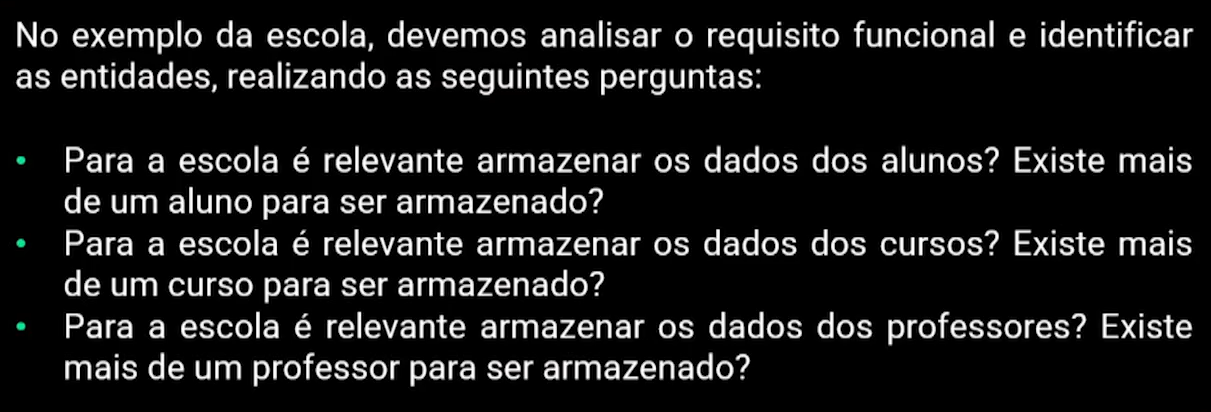 No exemplo da escola, devemos analisar o requisito funcional e identificar
as entidades, realizando as seguintes perguntas:
• Para a escola é relevante armazenar os dados dos alunos? Existe mais
de um aluno para ser armazenado?
• Para a escola é relevante armazenar os dados dos cursos? Existe mais
de um curso para ser armazenado?
• Para a escola é relevante armazenar os dados dos professores? Existe
mais de um professor para ser armazenado?